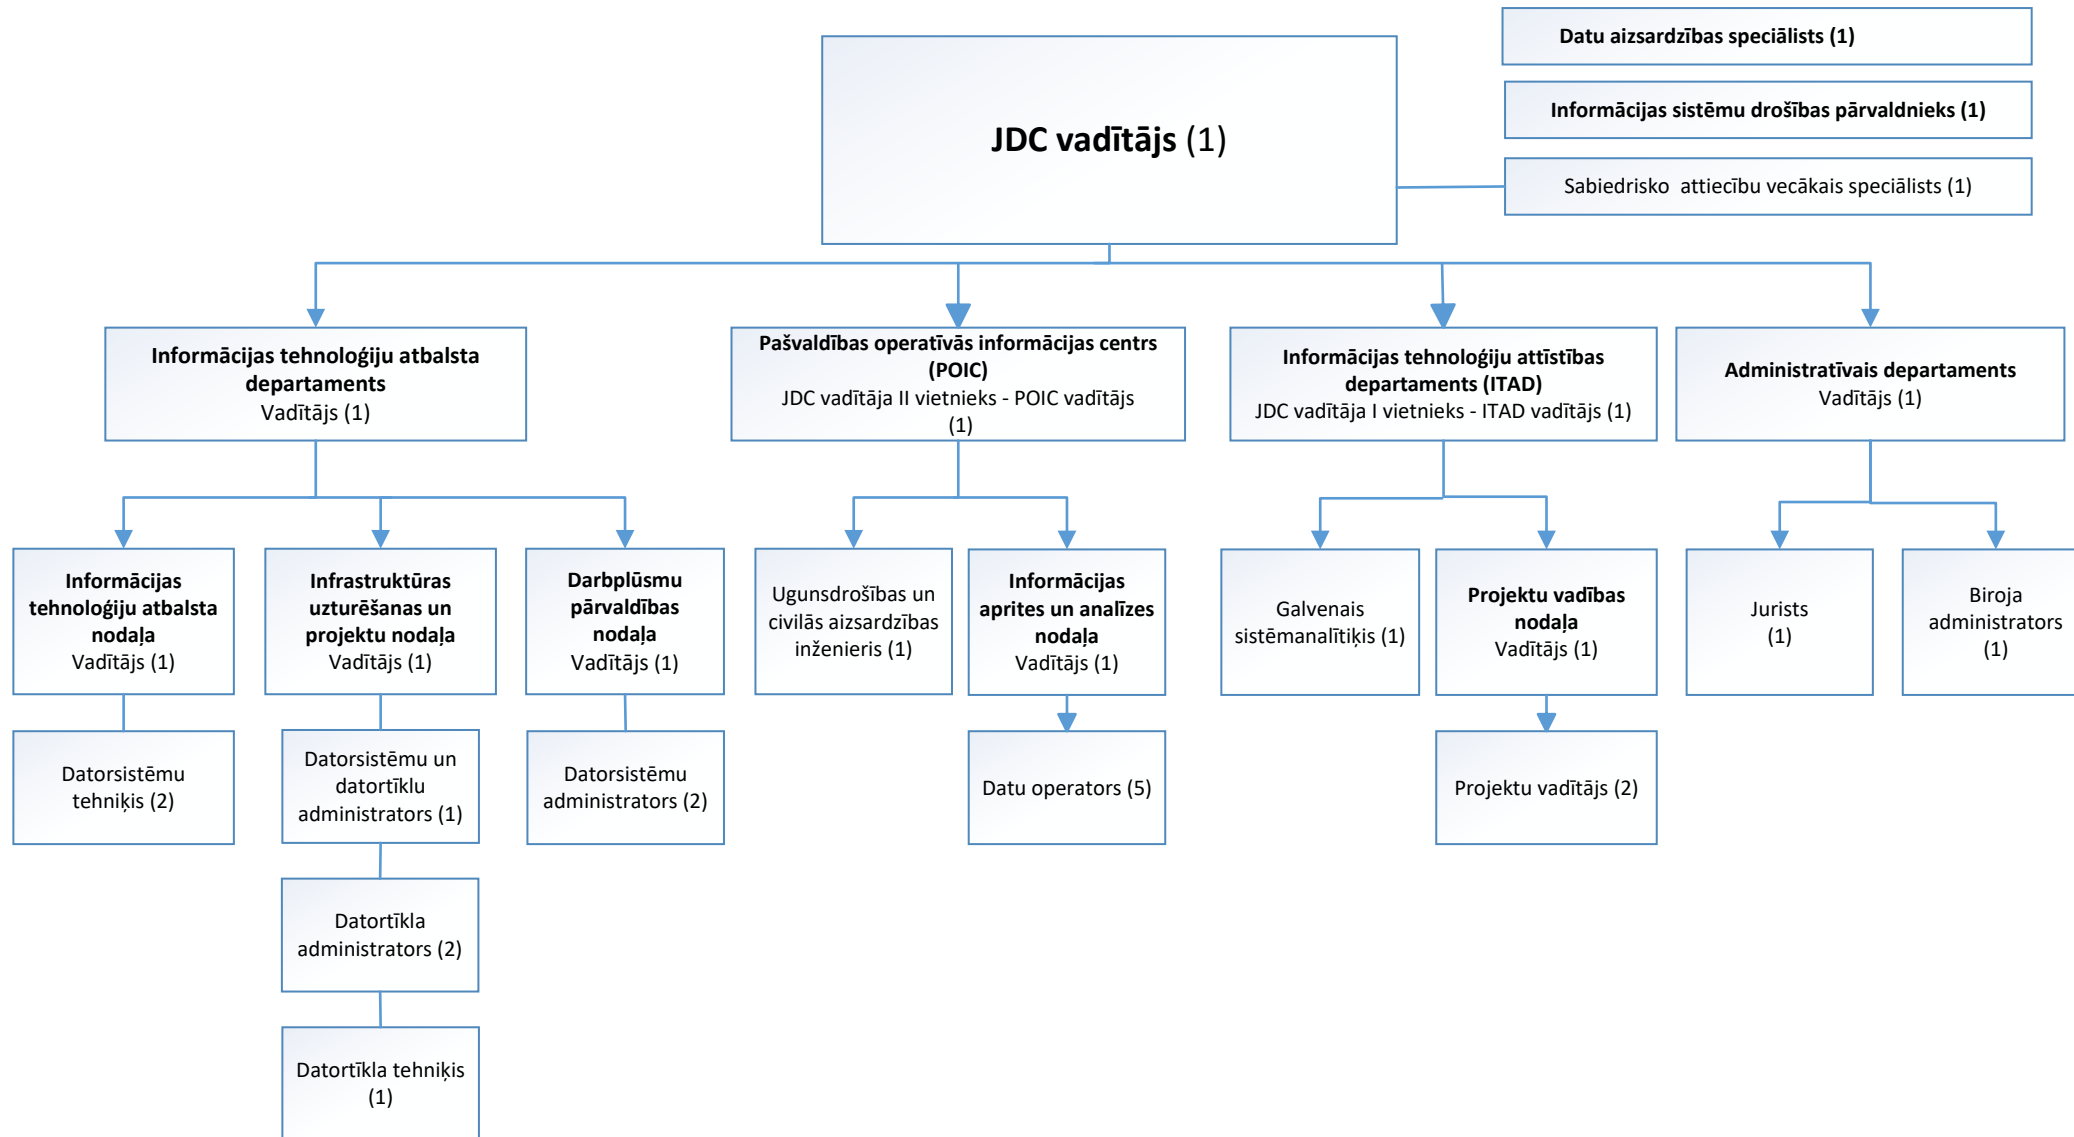 Datu aizsardzības speciālists (1)
Informācijas sistēmu drošības pārvaldnieks (1)
JDC vadītājs (1)
Sabiedrisko attiecību vecākais speciālists (1)
Informācijas tehnoloģiju atbalsta
departaments
Vadītājs (1)
Pašvaldības operatīvās informācijas centrs
(POIC)
JDC vadītāja II vietnieks - POIC vadītājs
(1)
Informācijas tehnoloģiju attīstības
departaments (ITAD)
JDC vadītāja I vietnieks - ITAD vadītājs (1)
Administratīvais departaments
Vadītājs (1)
Informācijas
tehnoloģiju atbalsta
nodaļa
Vadītājs (1)
Infrastruktūras
uzturēšanas un
projektu nodaļa
Vadītājs (1)
Darbplūsmu
pārvaldības
nodaļa
Vadītājs (1)
Ugunsdrošības un
civilās aizsardzības
inženieris (1)
Informācijas
aprites un analīzes
nodaļa
Vadītājs (1)
Galvenais
sistēmanalītiķis (1)
Projektu vadības
nodaļa
Vadītājs (1)
Jurists
(1)
Biroja
administrators
(1)
Datorsistēmu
tehniķis (2)
Datorsistēmu un
datortīklu
administrators (1)
Datorsistēmu
administrators (2)
Datu operators (5)
Projektu vadītājs (2)
Datortīkla
administrators (2)
Datortīkla tehniķis
(1)